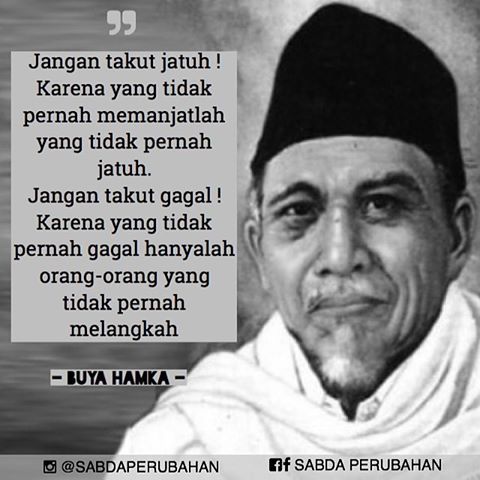 Jangan takut jatuh !
Karena yang tidak
pernah memanjatlah
yang tidak pernah
jatuh.
Jangan takut gagal !
Karena yang tidak
pernah gagal hanyalah
orang-orang yang
tidak pernah
melangkah
- BUYA HAMKA -
@SABDAPERUBAHAN
SABDA PERUBAHAN